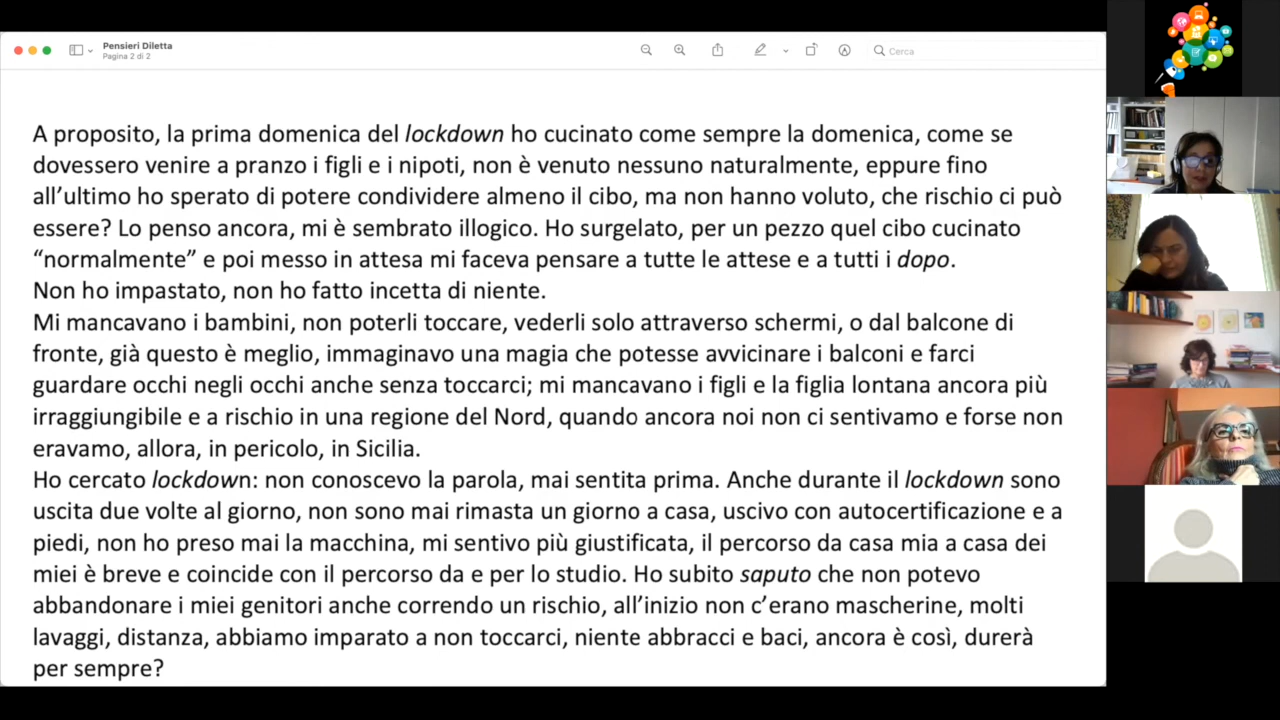 Pensieri Diletta
Pagina 2 di 2
Cerca
A proposito, la prima domenica del lockdown ho cucinato come sempre la domenica, come se
dovessero venire a pranzo i figli e i nipoti, non è venuto nessuno naturalmente, eppure fino
all’ultimo ho sperato di potere condividere almeno il cibo, ma non hanno voluto, che rischio ci può
essere? Lo penso ancora, mi è sembrato illogico. Ho surgelato, per un pezzo quel cibo cucinato
“normalmente” e poi messo in attesa mi faceva pensare a tutte le attese e a tutti i dopo.
Non ho impastato, non ho fatto incetta di niente.
Mi mancavano i bambini, non poterli toccare, vederli solo attraverso schermi, o dal balcone di
fronte, già questo è meglio, immaginavo una magia che potesse avvicinare i balconi e farci
guardare occhi negli occhi anche senza toccarci; mi mancavano i figli e la figlia lontana ancora più
irraggiungibile e a rischio in una regione del Nord, quando ancora noi non ci sentivamo e forse non
eravamo, allora, in pericolo, in Sicilia.
Ho cercato lockdown: non conoscevo la parola, mai sentita prima. Anche durante il lockdown sono
uscita due volte al giorno, non sono mai rimasta un giorno a casa, uscivo con autocertificazione e a
piedi, non ho preso mai la macchina, mi sentivo più giustificata, il percorso da casa mia a casa dei
miei è breve e coincide con il percorso da e per lo studio. Ho subito saputo che non potevo
abbandonare i miei genitori anche correndo un rischio, all’inizio non c’erano mascherine, molti
lavaggi, distanza, abbiamo imparato a non toccarci, niente abbracci e baci, ancora è così, durerà
per sempre?